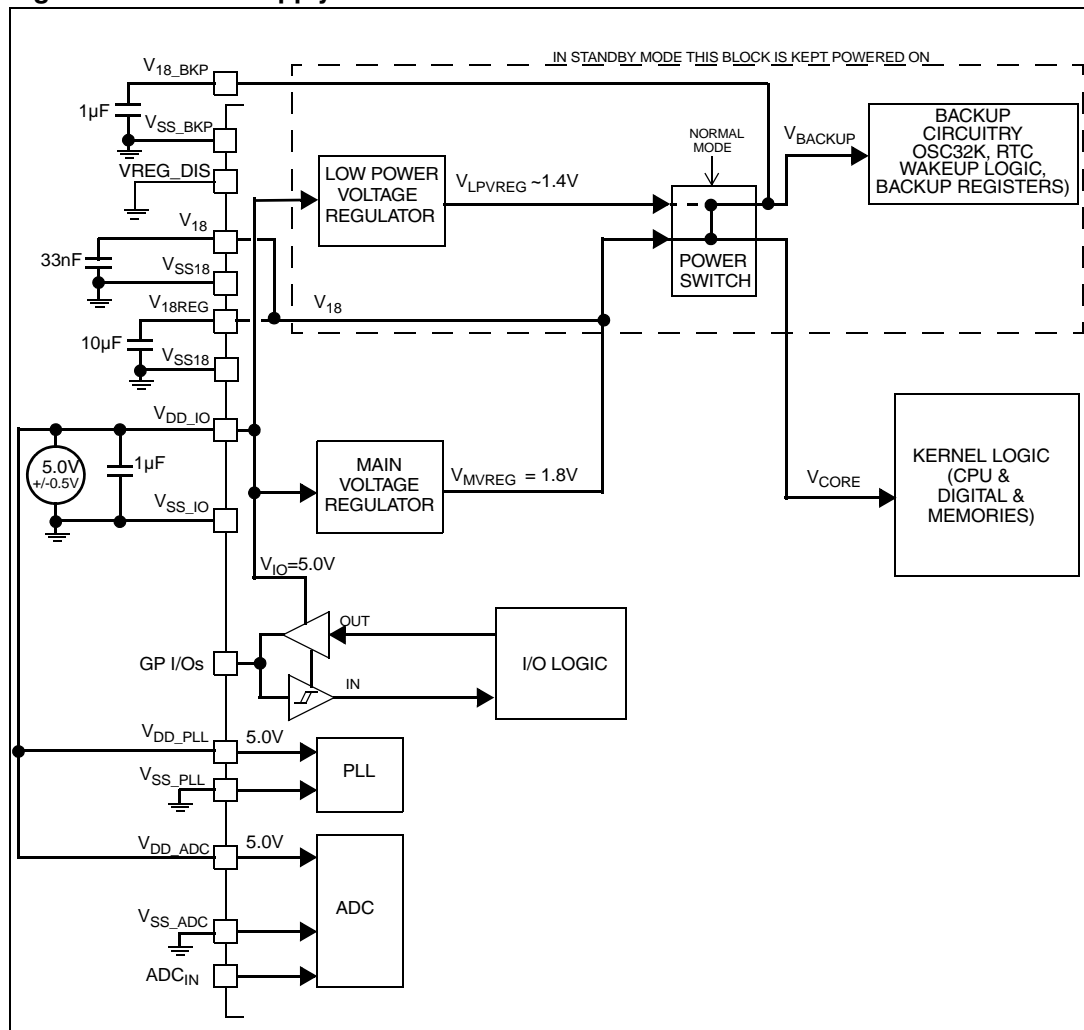 IN STANDBY MODE THIS BLOCK IS KEPT POWERED ON
V18_BKP
1µF
VSS_BKP
VREG_DIS
V18
33nF
VSS18
V18REG
10µF
VSS18
VDD_IO
5.0V
+/-0.5V
1µF
VSS_IO
LOW POWER
VOLTAGE
REGULATOR
VLPVREG ~1.4V
NORMAL
MODE
POWER
SWITCH
VBACKUP
BACKUP
CIRCUITRY
OSC32K, RTC
WAKEUP LOGIC,
BACKUP REGISTERS)
V18
MAIN
VOLTAGE
REGULATOR
VMVREG = 1.8V
VCORE
KERNEL LOGIC
(CPU &
DIGITAL &
MEMORIES)
VIO=5.0V
OUT
GP I/Os
IN
I/O LOGIC
VDD_PLL
5.0V
VSS_PLL
PLL
VDD_ADC
5.0V
VSS_ADC
ADCIN
ADC